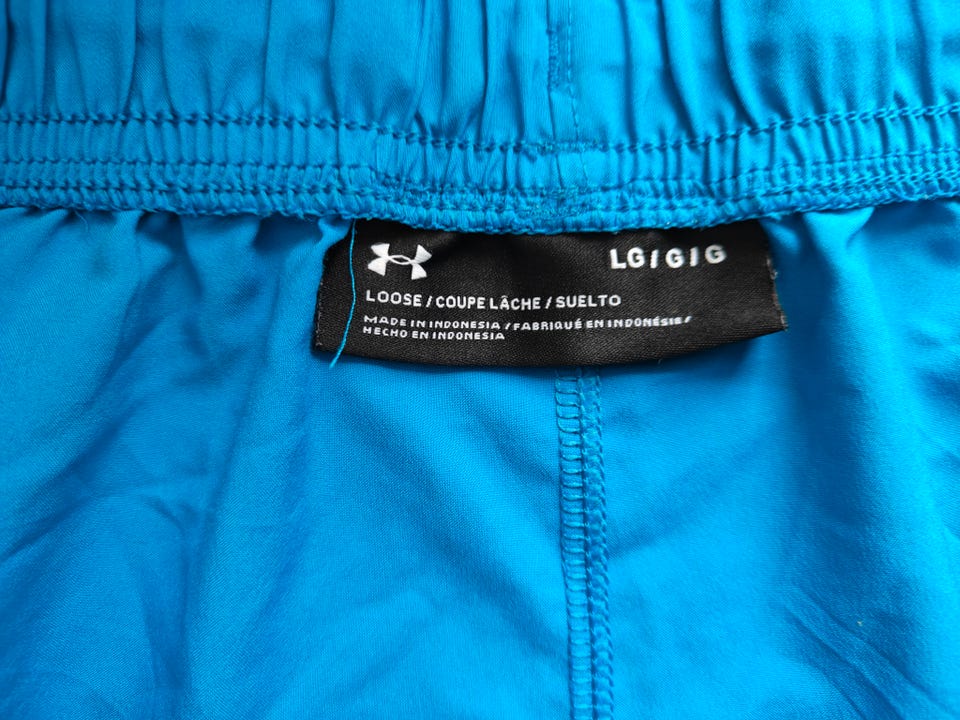 LG / G / G
LOOSE / COUPE LÂCHE / SUELTO
MADE IN INDONESIA / FABRIQUÉ EN INDONÉSIE /
HECHO EN INDONESIA